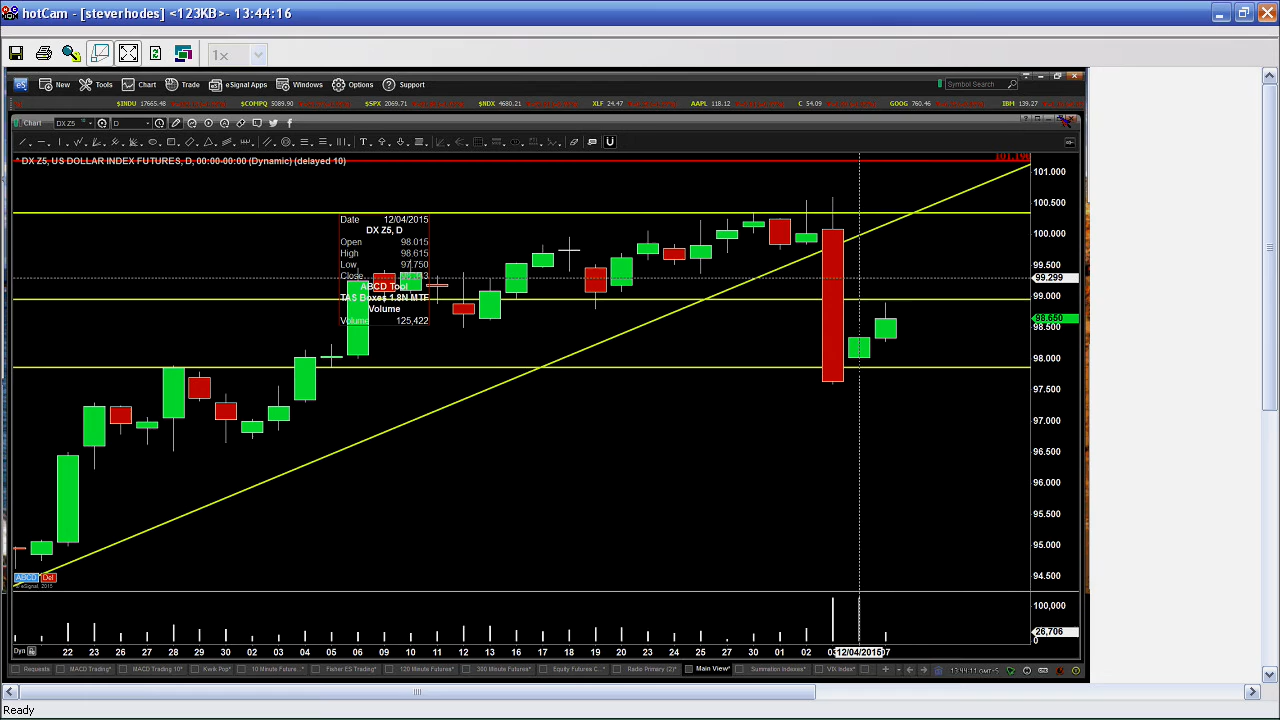 hotCam - [steverhodes] <123KB>- 13:44:16
1x
eS New Tools Chart Trade eSignal Apps Windows Options Support Symbol Search
$INDU 17665.48 $COMPQ 5089.90 $SPX 2069.71 $NDX 4680.21 XLF 24.47 AAPL 118.12 C 54.09 GOOG 760.46 IBM 139.27
Chart DX Z5 D
* DX Z5, US DOLLAR INDEX FUTURES, D, 00:00-00:00 (Dynamic) (delayed 10)
101.000
100.500
100.000
99.500
99.299
99.000
98.650
98.500
98.000
97.500
97.000
96.500
96.000
95.500
95.000
94.500
Date 12/04/2015
DX Z5, D
Open 98.015
High 98.615
Low 97.750
Close
ABCD Tool
TAS Boxes 1.8N MTF
Volume
Volume 125,422
ABCD Del
© eSignal, 2015
100,000
26,706
0
Dyn 22 23 26 27 28 29 30 02 03 04 05 06 09 10 11 12 13 16 17 18 19 20 23 24 25 27 30 01 02 03 12/04/2015 07
Requests MACD Trading* MACD Trading 10* Kwik Pop* 10 Minute Future... Fisher ES Trading* 120 Minute Futures* 300 Minute Futures* Equity Futures C... Radio Primary (2)* Main View* Summation Indexes* VIX Index*
Ready